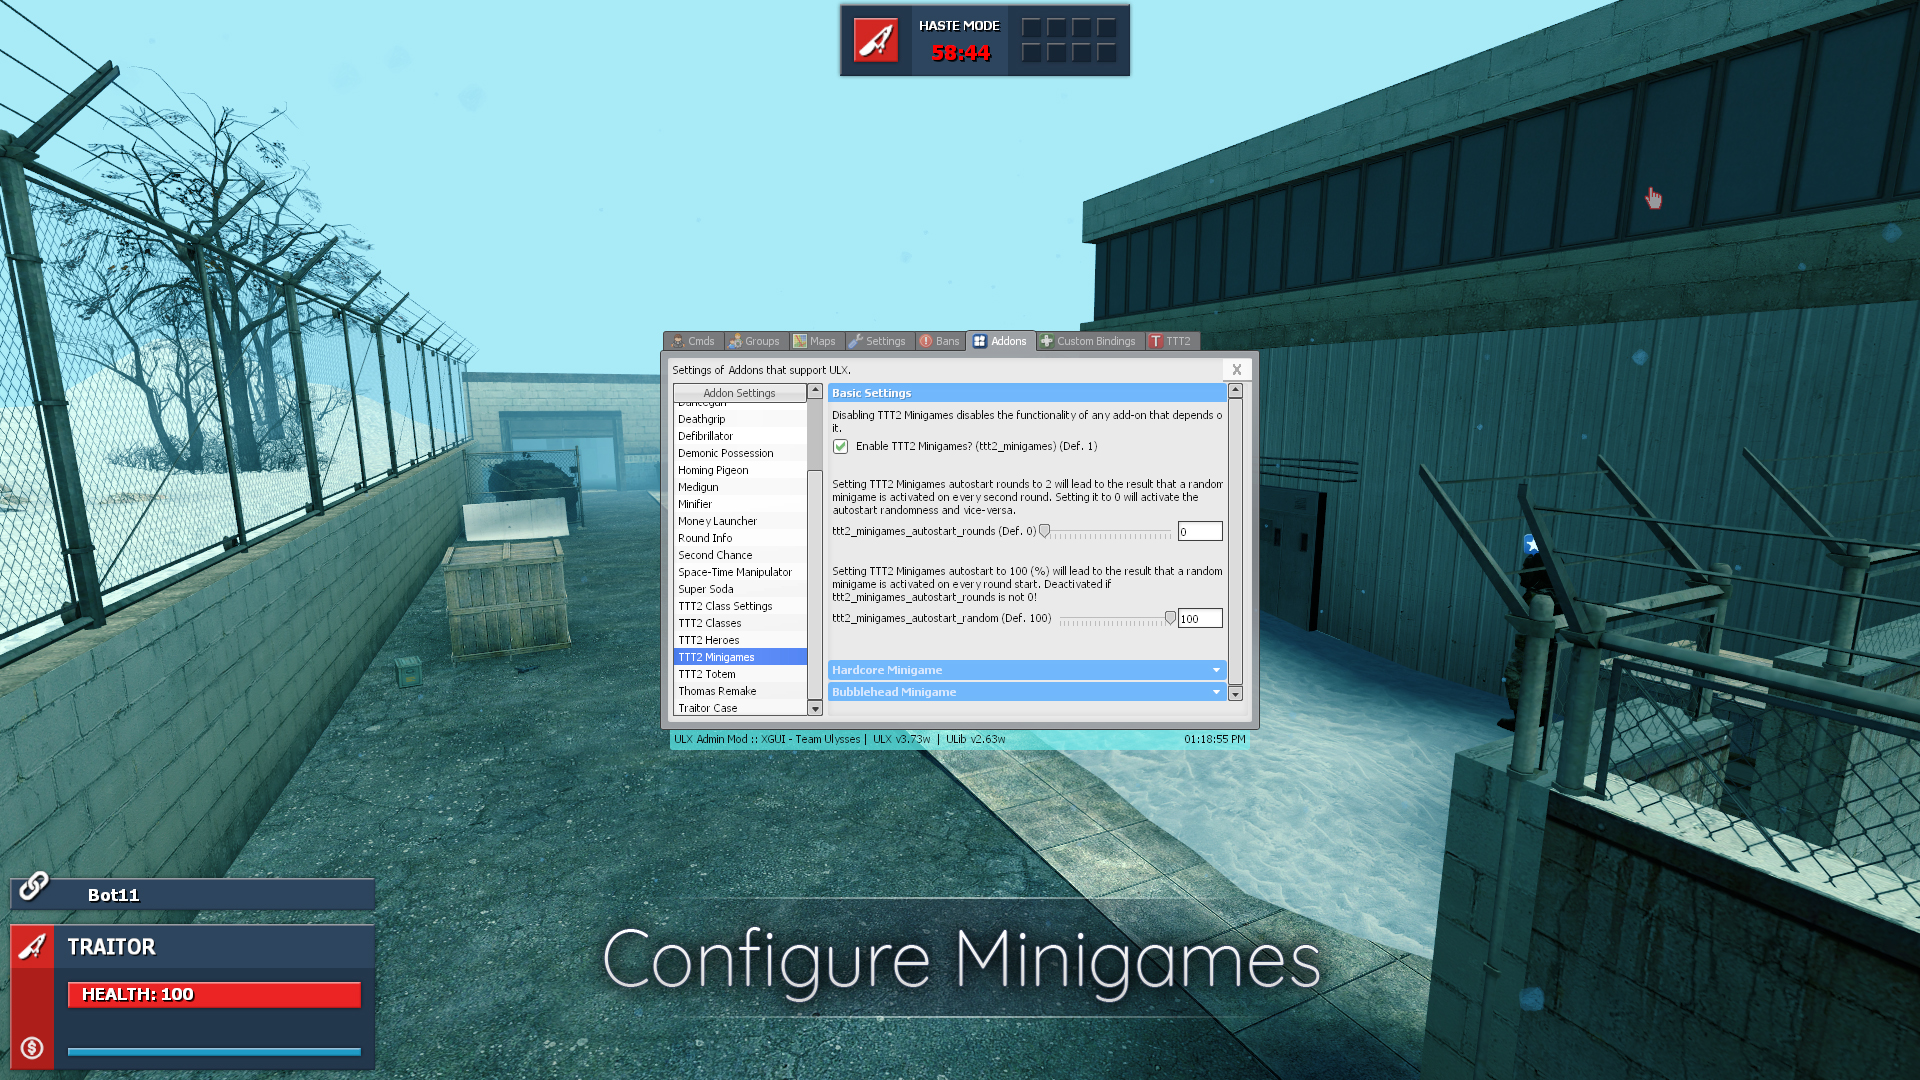 HASTE MODE
58:44
Cmds
Groups
Maps
Settings
Bans
Addons
Custom Bindings
TTT2
Settings of Addons that support ULX.
X
Addon Settings
Dancegun
Deathgrip
Defibrillator
Demonic Possession
Homing Pigeon
Medigun
Minifier
Money Launcher
Round Info
Second Chance
Space-Time Manipulator
Super Soda
TTT2 Class Settings
TTT2 Classes
TTT2 Heroes
TTT2 Minigames
TTT2 Totem
Thomas Remake
Traitor Case
Basic Settings
Disabling TTT2 Minigames disables the functionality of any add-on that depends o
it.
Enable TTT2 Minigames? (ttt2_minigames) (Def. 1)
Setting TTT2 Minigames autostart rounds to 2 will lead to the result that a random
minigame is activated on every second round. Setting it to 0 will activate the
autostart randomness and vice-versa.
ttt2_minigames_autostart_rounds (Def. 0) 0
Setting TTT2 Minigames autostart to 100 (%) will lead to the result that a random
minigame is activated on every round start. Deactivated if
ttt2_minigames_autostart_rounds is not 0!
ttt2_minigames_autostart_random (Def. 100) 100
Hardcore Minigame
Bubblehead Minigame
ULX Admin Mod :: XGUI - Team Ulysses | ULX v3.73w | ULib v2.63w
01:18:55 PM
Bot11
TRAITOR
HEALTH: 100
Configure Minigames